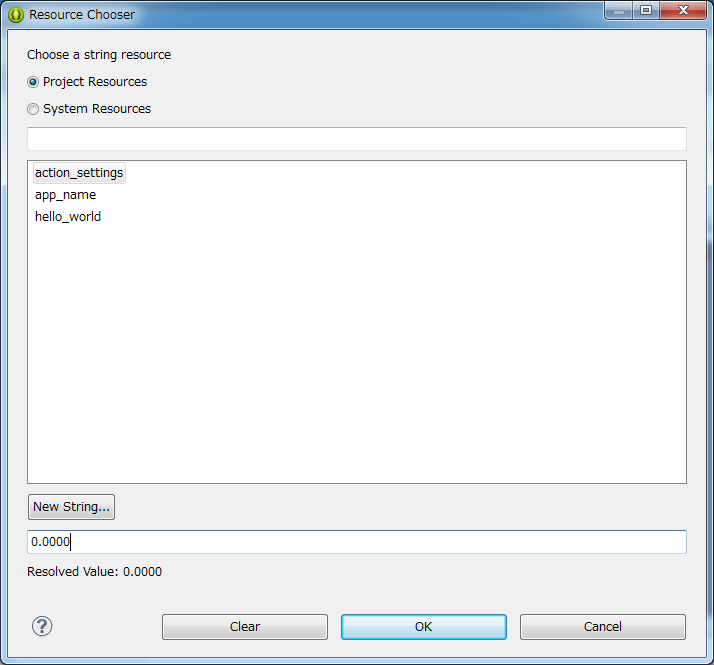 Resource Chooser
Choose a string resource
Project Resources
System Resources
action_settings
app_name
hello_world
New String...
0.0000
Resolved Value: 0.0000
?
Clear
OK
Cancel